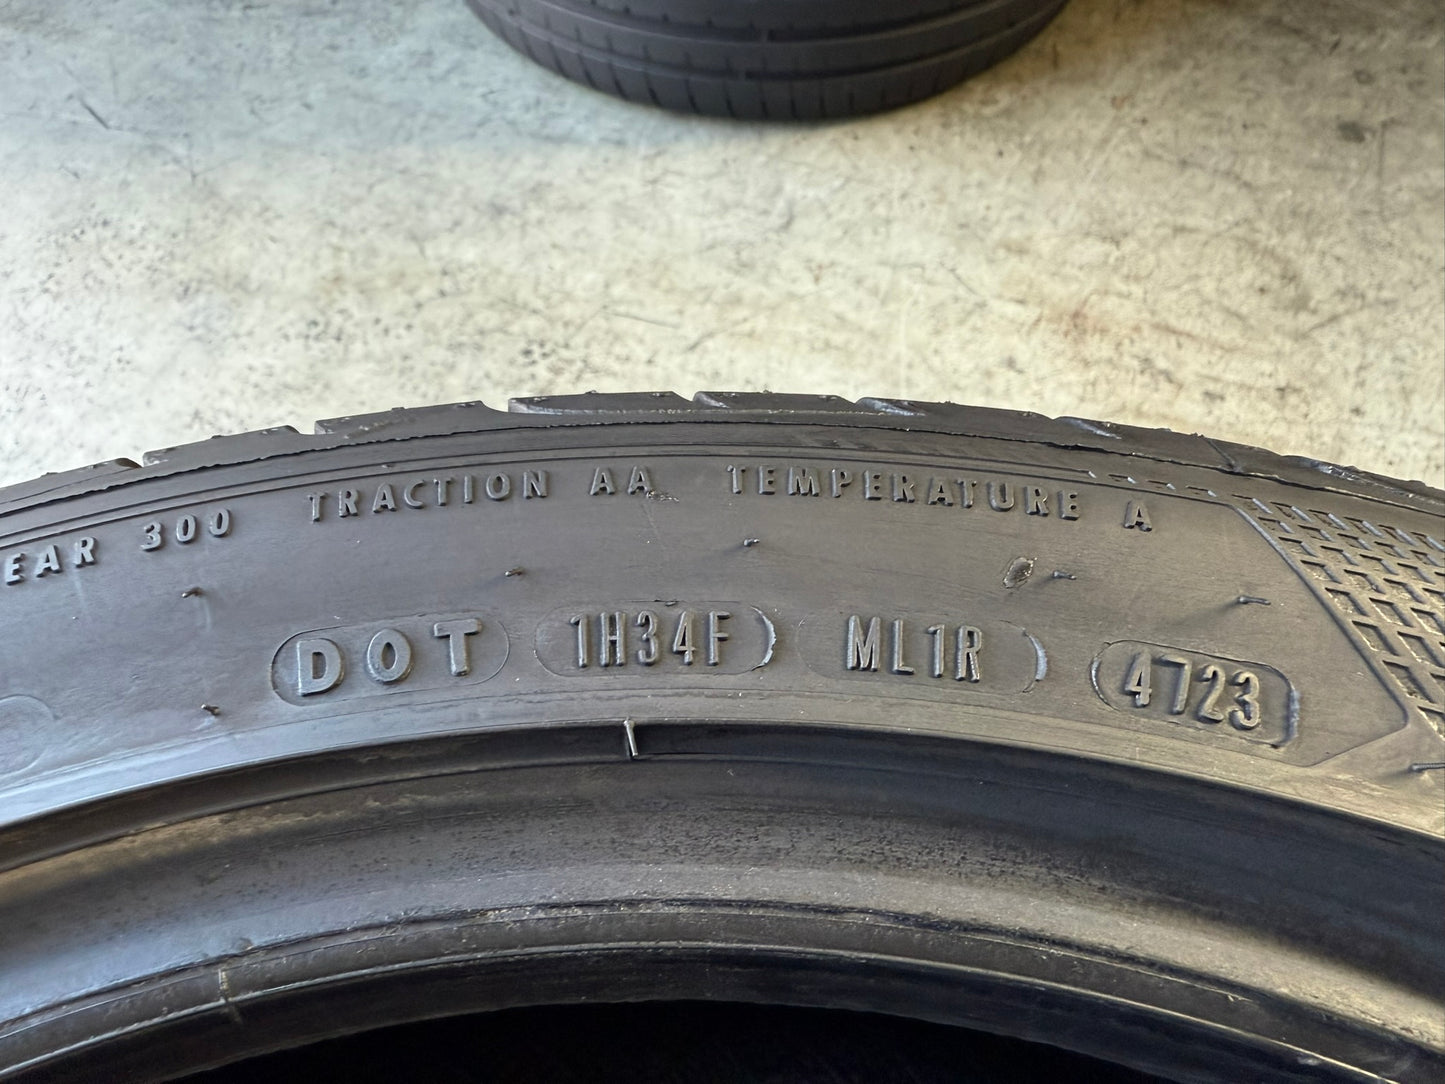 EAR 300 TRACTION AA TEMPERATURE A
DOT 1H34F ML1R 4723